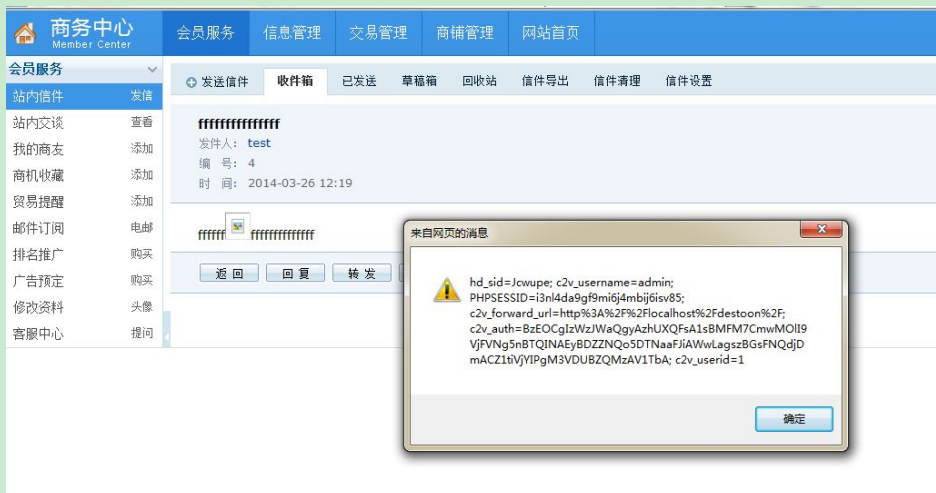 商务中心
Member Center
会员服务 信息管理 交易管理 商铺管理 网站首页
会员服务
发送信件 收件箱 已发送 草稿箱 回收站 信件导出 信件清理 信件设置
站内信件 发信
站内交谈 查看
我的商友 添加
商机收藏 添加
贸易提醒 添加
邮件订阅 电邮
排名推广 购买
广告预定 购买
修改资料 头像
客服中心 提问
fffffffffffffff
发件人: test
编 号: 4
时 间: 2014-03-26 12:19
ffffff ffffffffffffff
返 回 回 复 转 发
来自网页的消息
hd_sid=Jcwupe; c2v_username=admin;
PHPSESSID=i3nl4da9gf9mi6j4mbij6isv85;
c2v_forward_url=http%3A%2F%2Flocalhost%2Fdestoon%2F;
c2v_auth=BzEOCgIzWzJWaQgyAzhUXQFsA1sBMFM7CmwMOlI9
VjFVNg5nBTQINAEyBDZZNQo5DTNaaFJiAWwLagszBGsFNQdjD
mACZ1tiVjYIPgM3VDUBZQMzAV1TbA; c2v_userid=1
确定